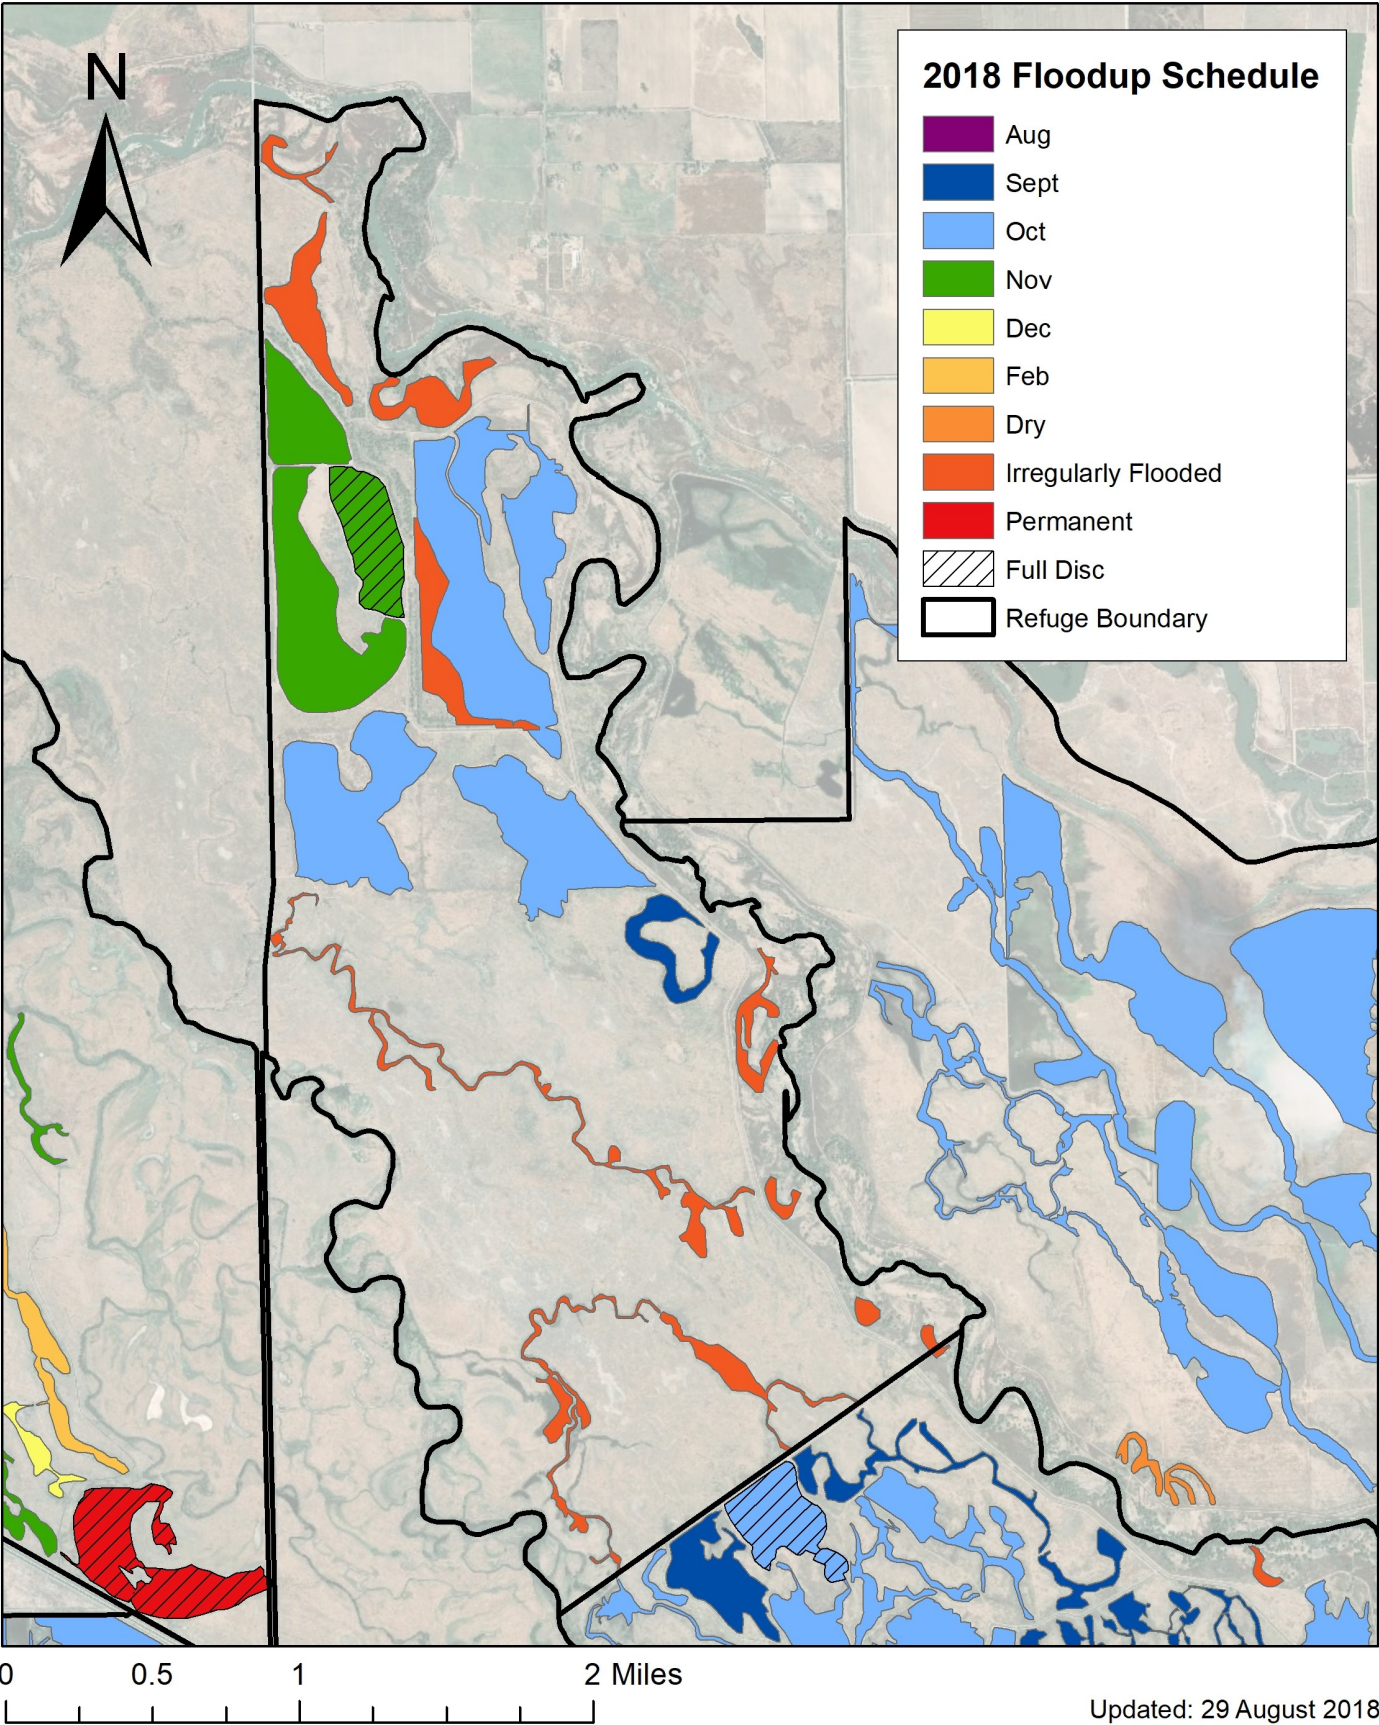 N
2018 Floodup Schedule
Aug
Sept
Oct
Nov
Dec
Feb
Dry
Irregularly Flooded
Permanent
Full Disc
Refuge Boundary
0 0.5 1 2 Miles
Updated: 29 August 2018